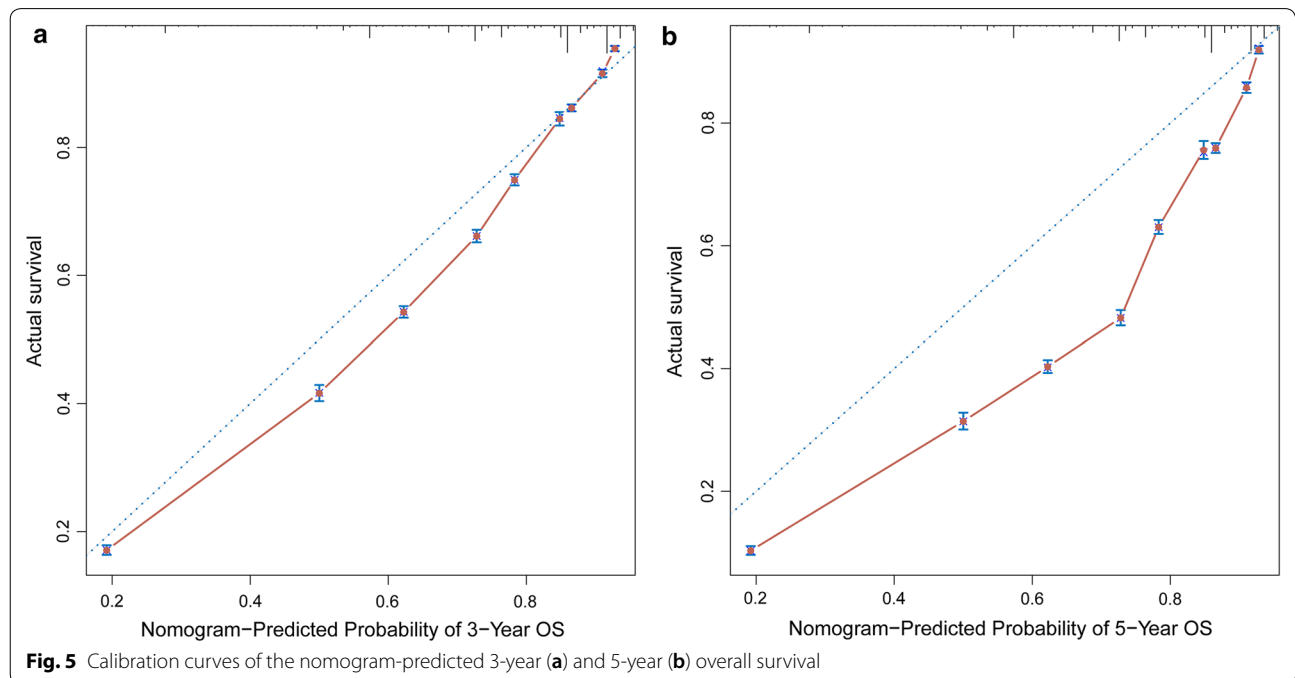 a
Actual survival
0.8
0.6
0.4
0.2
0.2 0.4 0.6 0.8
Nomogram−Predicted Probability of 3−Year OS
b
Actual survival
0.8
0.6
0.4
0.2
0.2 0.4 0.6 0.8
Nomogram−Predicted Probability of 5−Year OS
Fig. 5 Calibration curves of the nomogram-predicted 3-year (a) and 5-year (b) overall survival